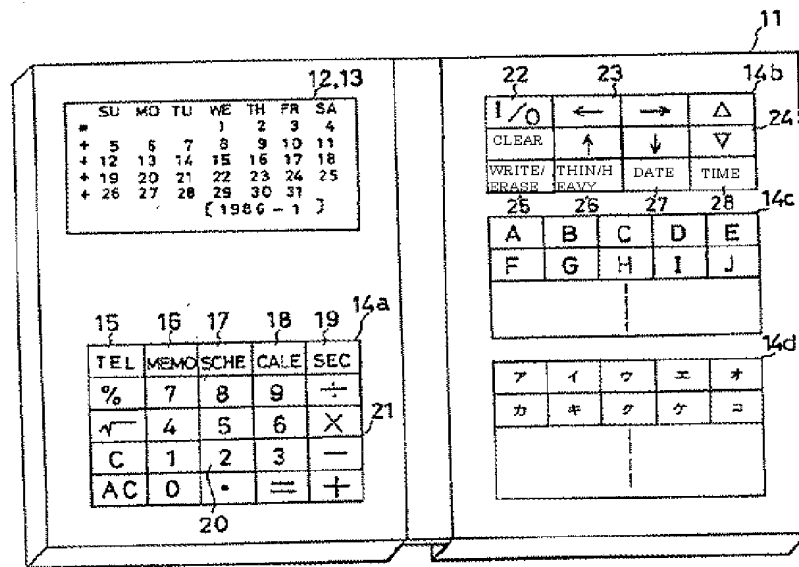 11
12,13
SU MO TU WE TH FR SA
* 1 2 3 4
+ 5 6 7 8 9 10 11
+ 12 13 14 15 16 17 18
+ 19 20 21 22 23 24 25
+ 26 27 28 29 30 31
[ 1986 - 1 ]
15 16 17 18 19 14a
TEL MEMO SCHE CALE SEC
% 7 8 9 ÷
√ 4 5 6 ×
C 1 2 3 −
AC 0 • = +
21
20
22 23 14b
I/O ← → △
24
CLEAR ↑ ↓ ▽
WRITE/ THIN/H DATE TIME
ERASE EAVY
25 26 27 28 14c
A B C D E
F G H I J
14d
ア イ ウ エ オ
カ キ ク ケ コ